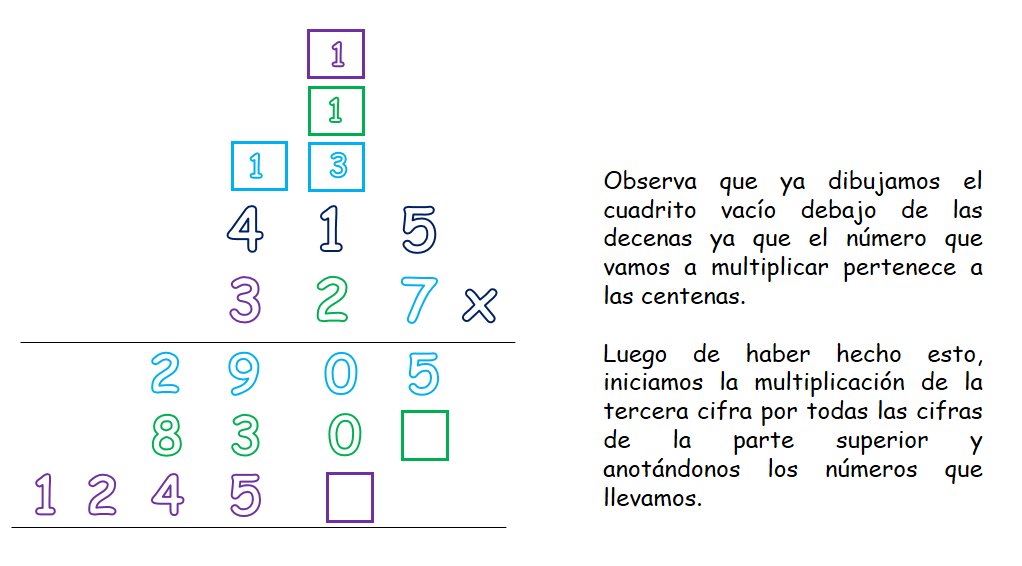 1
1
1 3
4 1 5
3 2 7 x
2 9 0 5
8 3 0
1 2 4 5
Observa que ya dibujamos el
cuadrito vacío debajo de las
decenas ya que el número que
vamos a multiplicar pertenece a
las centenas.
Luego de haber hecho esto,
iniciamos la multiplicación de la
tercera cifra por todas las cifras
de la parte superior y
anotándonos los números que
llevamos.